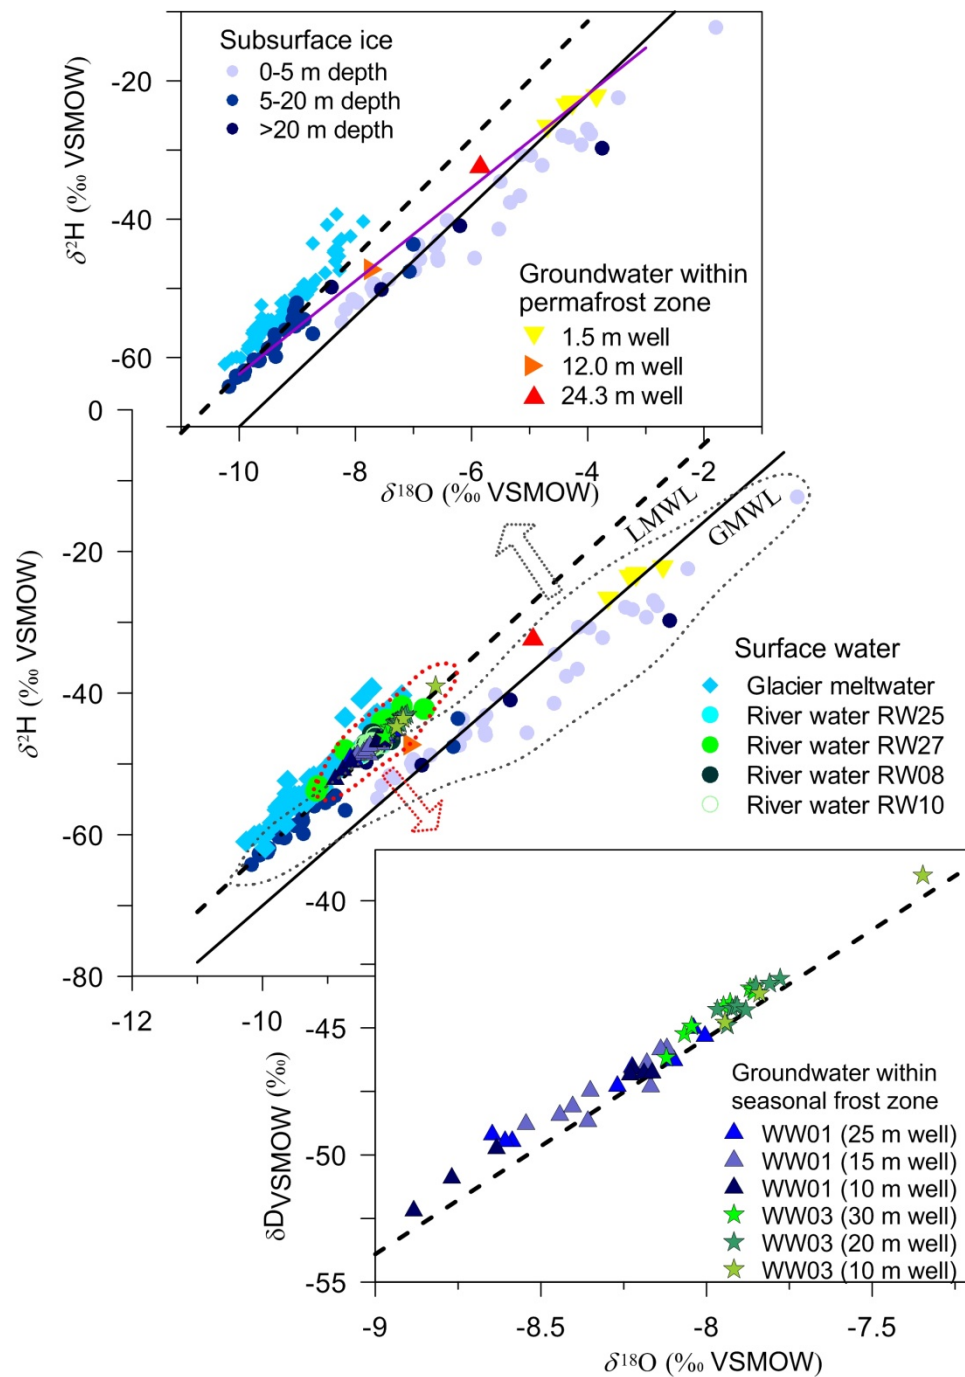 Subsurface ice
0-5 m depth
5-20 m depth
>20 m depth
-20
-40
-60
δ²H (‰ VSMOW)
Groundwater within
permafrost zone
1.5 m well
12.0 m well
24.3 m well
-10
-8
-6
-4
-2
δ¹⁸O (‰ VSMOW)
0
-20
-40
-60
-80
δ²H (‰ VSMOW)
LMWL
GMWL
Surface water
Glacier meltwater
River water RW25
River water RW27
River water RW08
River water RW10
-12
-10
-40
-45
-50
-55
δDVSMOW (‰)
Groundwater within
seasonal frost zone
WW01 (25 m well)
WW01 (15 m well)
WW01 (10 m well)
WW03 (30 m well)
WW03 (20 m well)
WW03 (10 m well)
-9
-8.5
-8
-7.5
δ¹⁸O (‰ VSMOW)